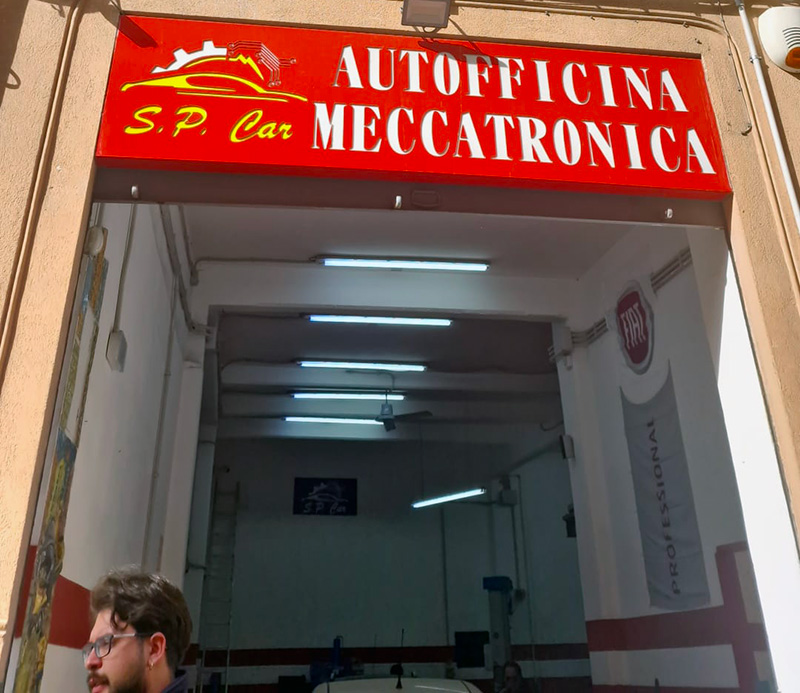 AUTOFFICINA
S.P. Car MECCATRONICA
FIAT
PROFESSIONAL
S.P. Car